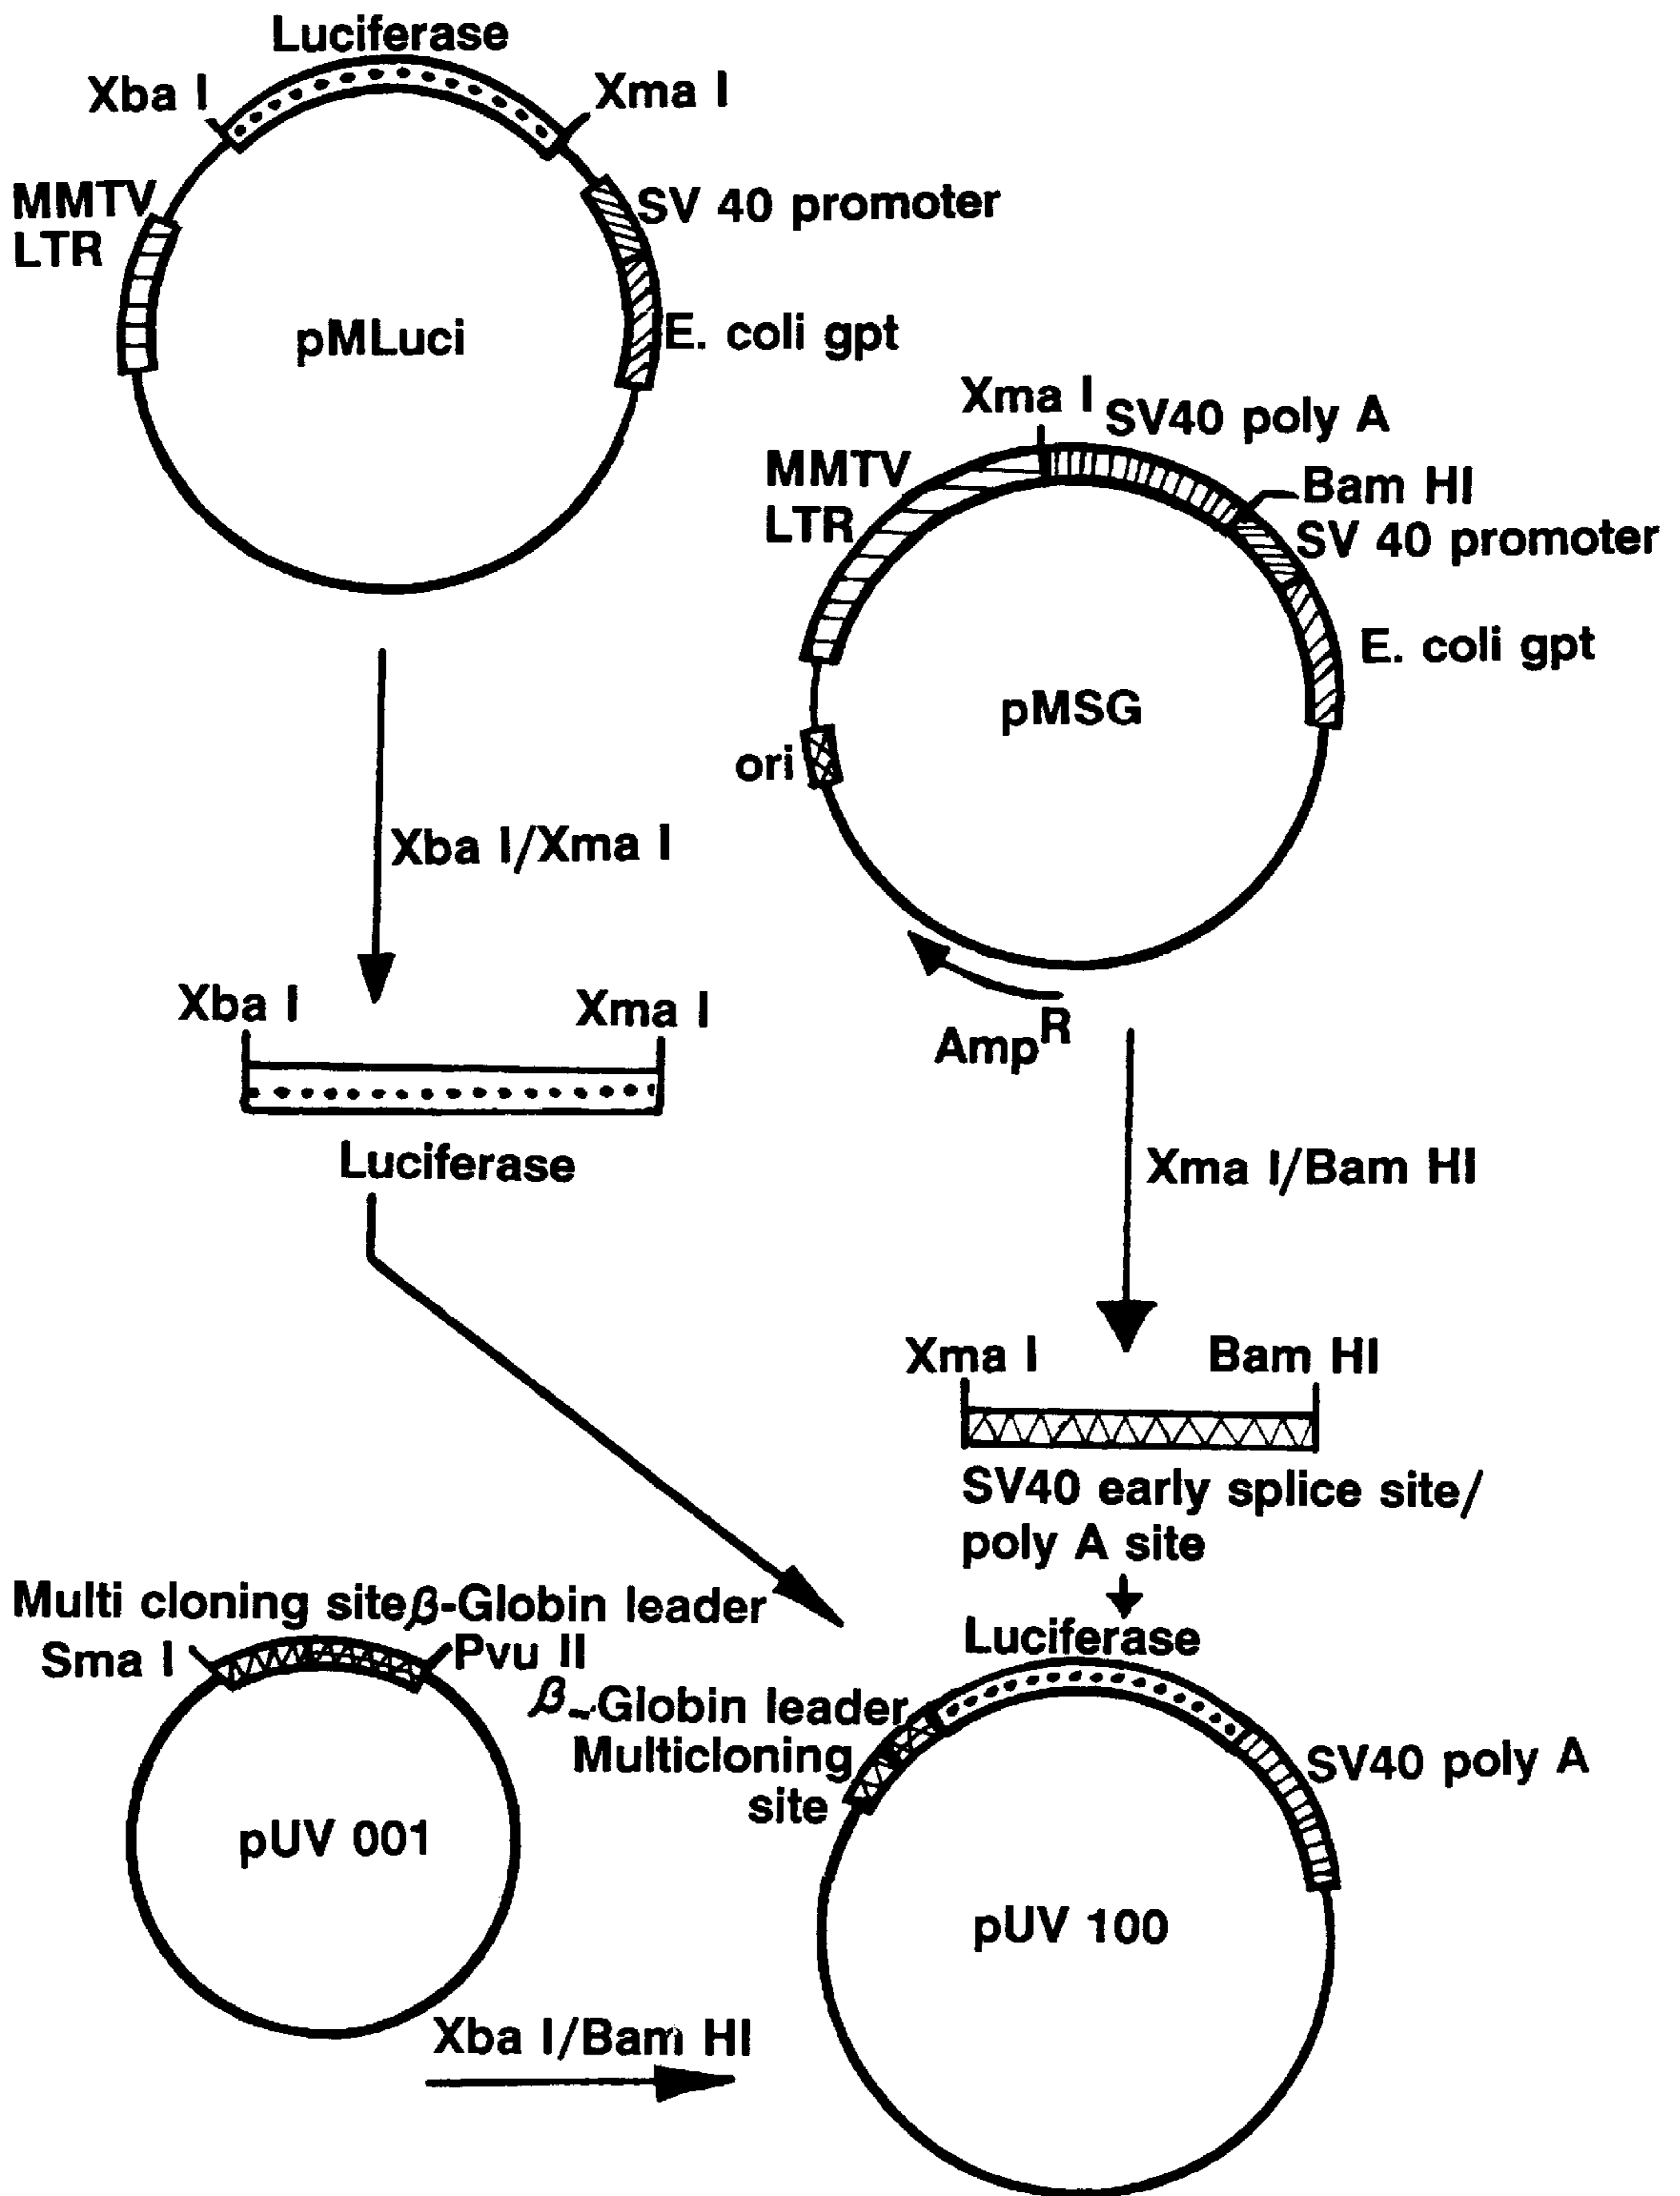 Luciferase
Xba I
Xma I
MMTV
LTR
SV 40 promoter
pMLuci
E. coli gpt
Xma I
SV40 poly A
MMTV
LTR
Bam HI
SV 40 promoter
E. coli gpt
pMSG
ori
Xba I/Xma I
Amp^R
Xba I
Xma I
Luciferase
Xma I/Bam HI
Xma I
Bam HI
SV40 early splice site/
poly A site
Multi cloning site β-Globin leader
Sma I
Pvu II
Luciferase
β-Globin leader
Multicloning
site
SV40 poly A
pUV 001
pUV 100
Xba I/Bam HI